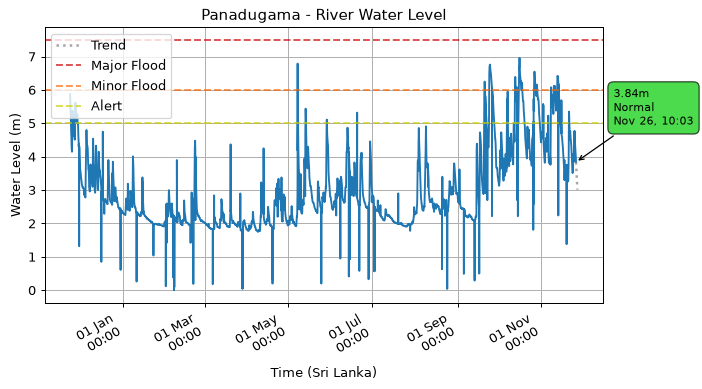 Panadugama - River Water Level
Trend
Major Flood
Minor Flood
Alert
3.84m
Normal
Nov 26, 10:03
Water Level (m)
7
6
5
4
3
2
1
0
01 Jan
00:00
01 Mar
00:00
01 May
00:00
01 Jul
00:00
01 Sep
00:00
01 Nov
00:00
Time (Sri Lanka)